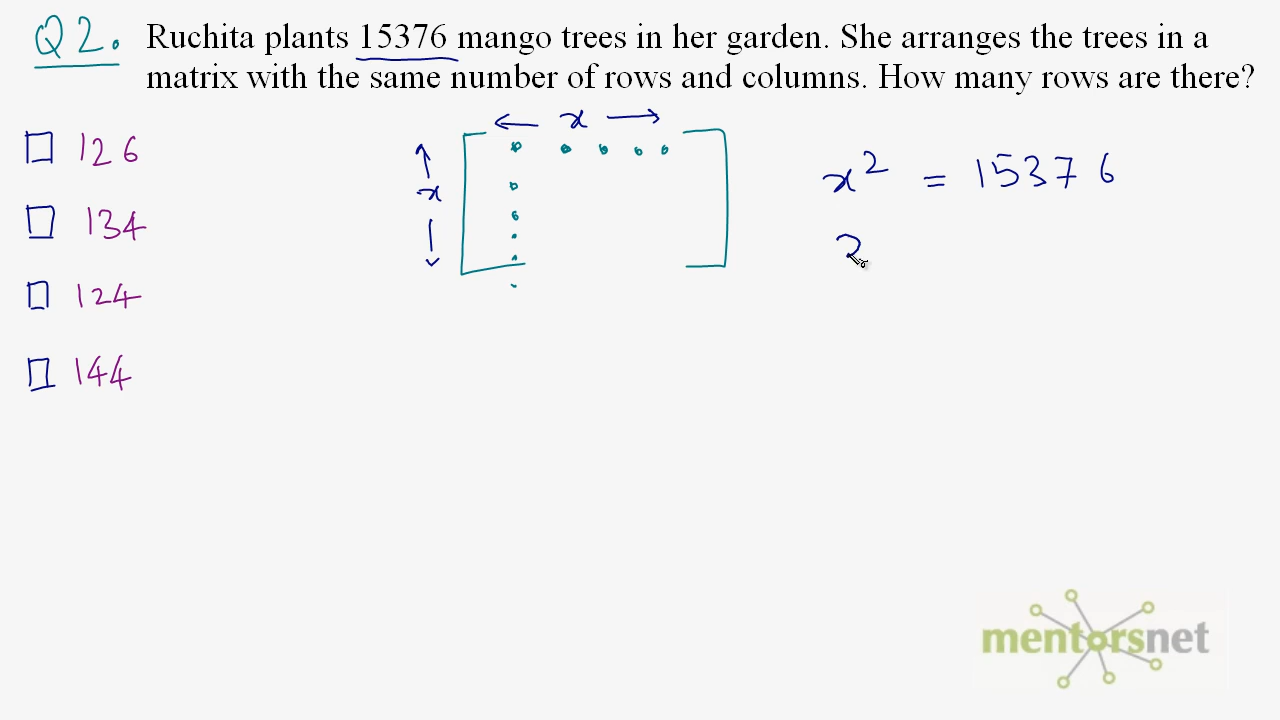 Q2. Ruchita plants 15376 mango trees in her garden. She arranges the trees in a
matrix with the same number of rows and columns. How many rows are there?
x
126
x² = 15376
x
134
124
144
mentorsnet